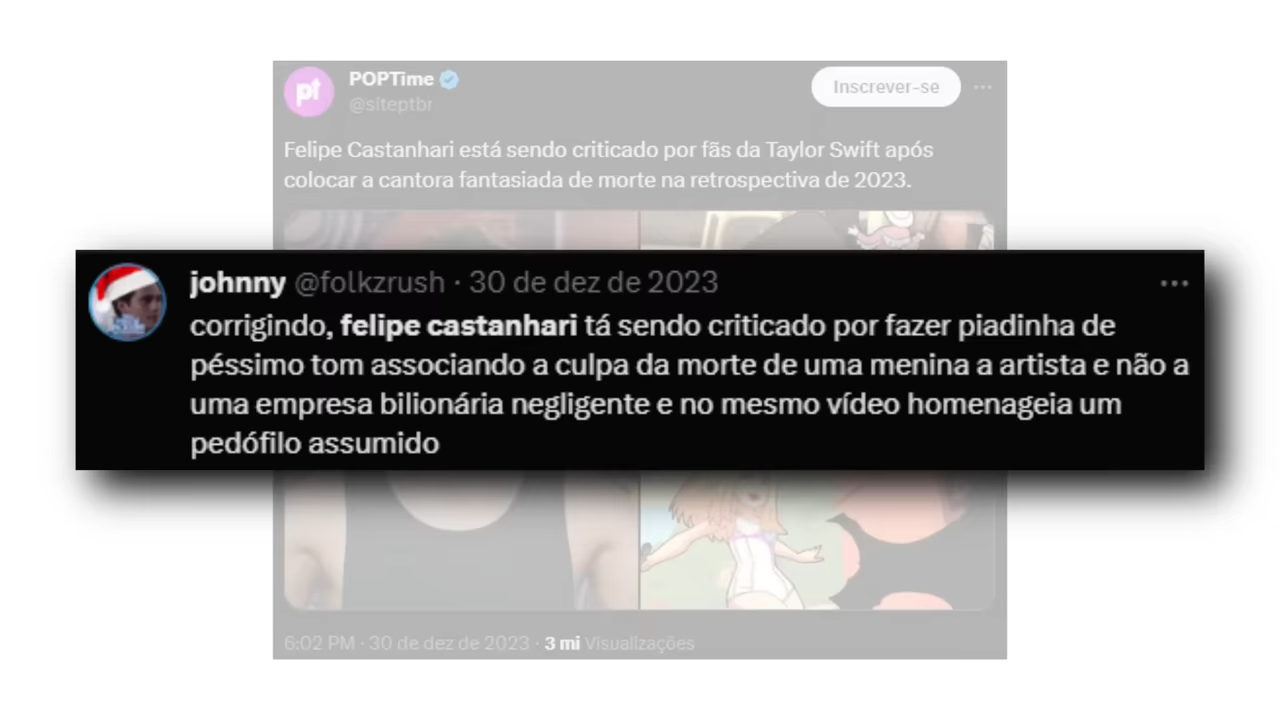 pt
POPTime
@siteptbr
Inscrever-se
Felipe Castanhari está sendo criticado por fãs da Taylor Swift após
colocar a cantora fantasiada de morte na retrospectiva de 2023.
johnny @folkzrush · 30 de dez de 2023
corrigindo, felipe castanhari tá sendo criticado por fazer piadinha de
péssimo tom associando a culpa da morte de uma menina a artista e não a
uma empresa bilionária negligente e no mesmo vídeo homenageia um
pedófilo assumido
6:02 PM · 30 de dez de 2023 · 3 mi Visualizações